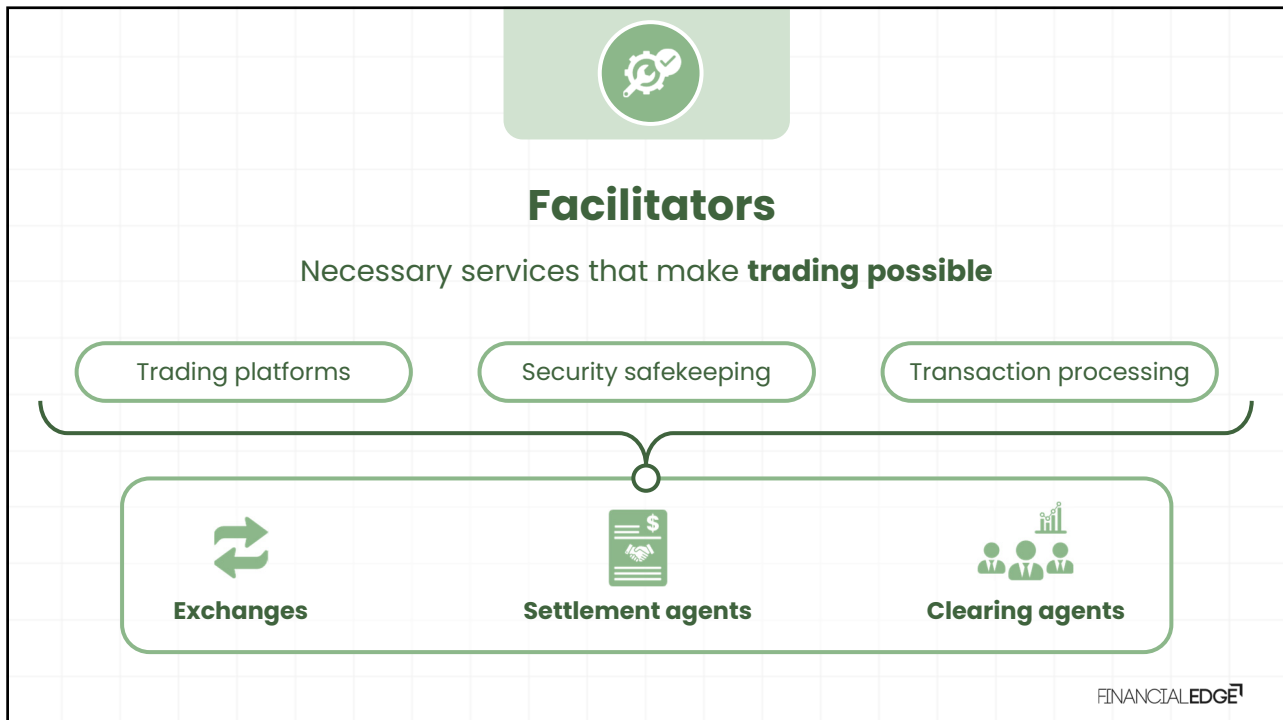 Facilitators
Necessary services that make trading possible
Trading platforms
Security safekeeping
Transaction processing
$
Exchanges
Settlement agents
Clearing agents
FINANCIALEDGE